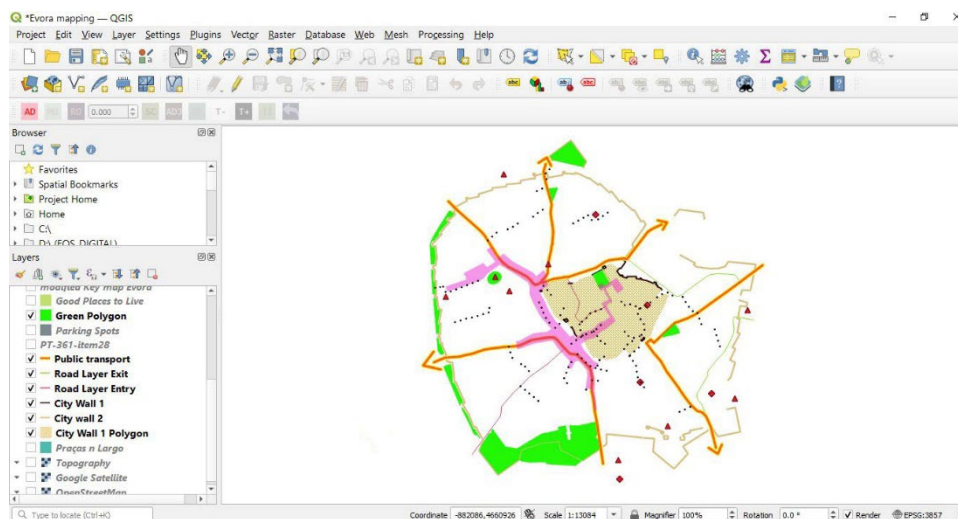 *Evora mapping — QGIS
Project Edit View Layer Settings Plugins Vector Raster Database Web Mesh Processing Help
AD
0.000
Browser
Favorites
Spatial Bookmarks
Project Home
Home
C:\
D:\ (EOS_DIGITAL)
Layers
modified Key map Evora
Good Places to Live
Green Polygon
Parking Spots
PT-361-item28
Public transport
Road Layer Exit
Road Layer Entry
City Wall 1
City wall 2
City Wall 1 Polygon
Praças n Largo
Topography
Google Satellite
OpenStreetMap
Type to locate (Ctrl+K) Coordinate -882086,4660926 Scale 1:13084 Magnifier 100% Rotation 0.0 ° Render EPSG:3857